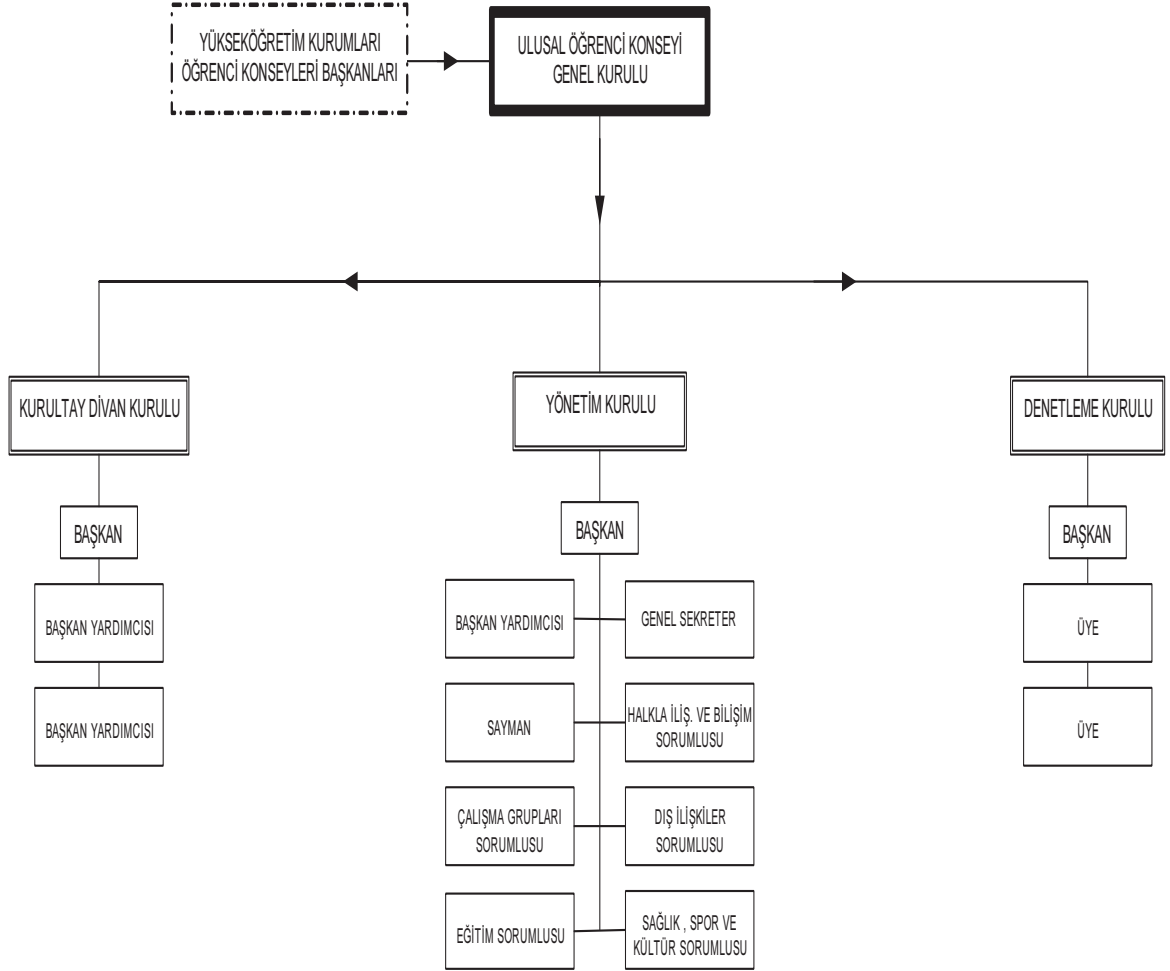 YÜKSEKÖĞRETİM KURUMLARI
ÖĞRENCİ KONSEYLERİ BAŞKANLARI
ULUSAL ÖĞRENCİ KONSEYİ
GENEL KURULU
KURULTAY DİVAN KURULU
BAŞKAN
BAŞKAN YARDIMCISI
BAŞKAN YARDIMCISI
YÖNETİM KURULU
BAŞKAN
BAŞKAN YARDIMCISI
GENEL SEKRETER
SAYMAN
HALKLA İLİŞ. VE BİLİŞİM
SORUMLUSU
ÇALIŞMA GRUPLARI
SORUMLUSU
DIŞ İLİŞKİLER
SORUMLUSU
EĞİTİM SORUMLUSU
SAĞLIK , SPOR VE
KÜLTÜR SORUMLUSU
DENETLEME KURULU
BAŞKAN
ÜYE
ÜYE